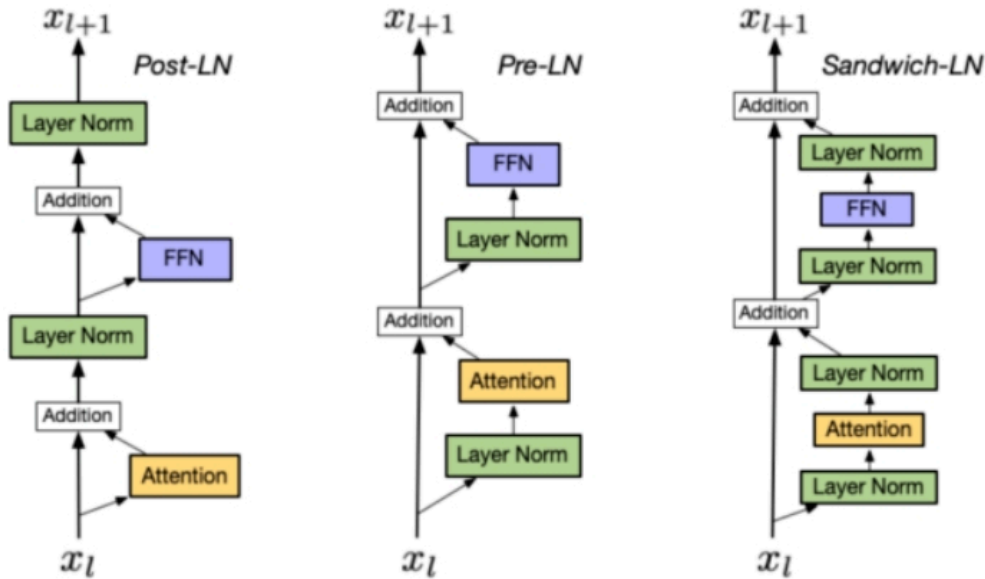 x_{l+1}
Post-LN
Layer Norm
Addition
FFN
Layer Norm
Addition
Attention
x_l
x_{l+1}
Pre-LN
Addition
FFN
Layer Norm
Addition
Attention
Layer Norm
x_l
x_{l+1}
Sandwich-LN
Addition
Layer Norm
FFN
Layer Norm
Addition
Layer Norm
Attention
Layer Norm
x_l